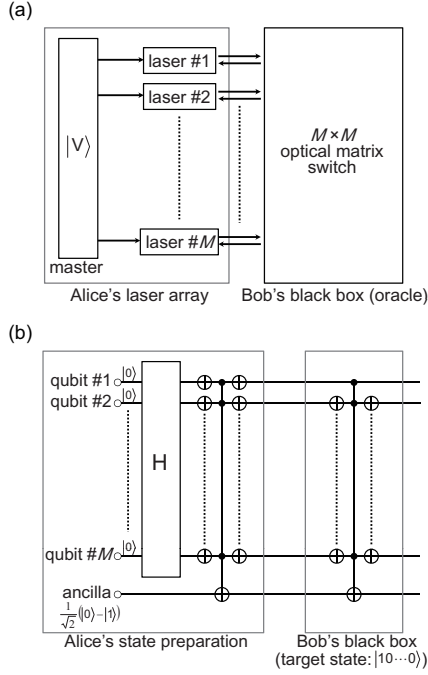 (a)
laser #1
laser #2
|V⟩
M×M
optical matrix
switch
laser #M
master
Alice's laser array
Bob's black box (oracle)
(b)
qubit #1 |0⟩
qubit #2 |0⟩
H
qubit #M |0⟩
ancilla
1/√2 (|0⟩−|1⟩)
Alice's state preparation
Bob's black box
(target state: |10⋯0⟩)